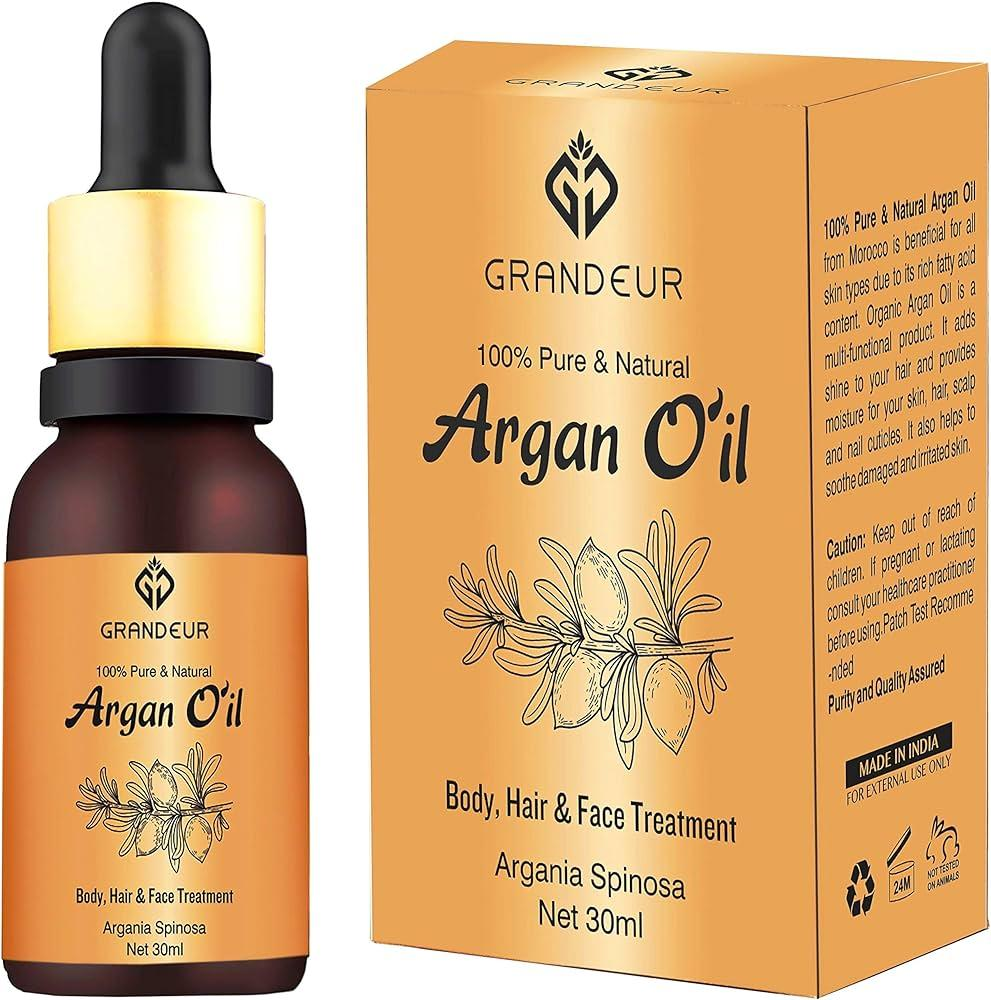 GRANDEUR
100% Pure & Natural
Argan O'il
Body, Hair & Face Treatment
Argania Spinosa
Net 30ml
GRANDEUR
GRANDEUR
100% Pure & Natural
Argan O'il
Body, Hair & Face Treatment
Argania Spinosa
Net 30ml
100% Pure & Natural Argan Oil
from Morocco is beneficial for all
skin types due to its rich fatty acid
content. Organic Argan Oil is a
multi-functional product. It adds
shine to your hair and provides
moisture for your skin, hair, scalp
and nail cuticles. It also helps to
soothe damaged and irritated skin.
Caution: Keep out of reach of
children. If pregnant or lactating
consult your healthcare practitioner
before using.Patch Test Recomme
-nded
Purity and Quality Assured
MADE IN INDIA
FOR EXTERNAL USE ONLY
24M
NOT TESTED
ON ANIMALS